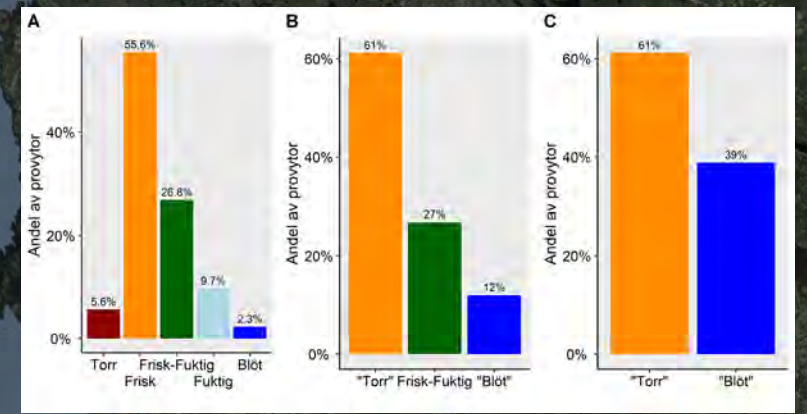 A
Andel av provytor
40%
20%
0%
55.6%
26.8%
9.7%
5.6%
2.3%
Torr Frisk-Fuktig Blöt
Frisk Fuktig
B
Andel av provytor
60%
40%
20%
0%
61%
27%
12%
"Torr" Frisk-Fuktig "Blöt"
C
Andel av provytor
60%
40%
20%
0%
61%
39%
"Torr" "Blöt"